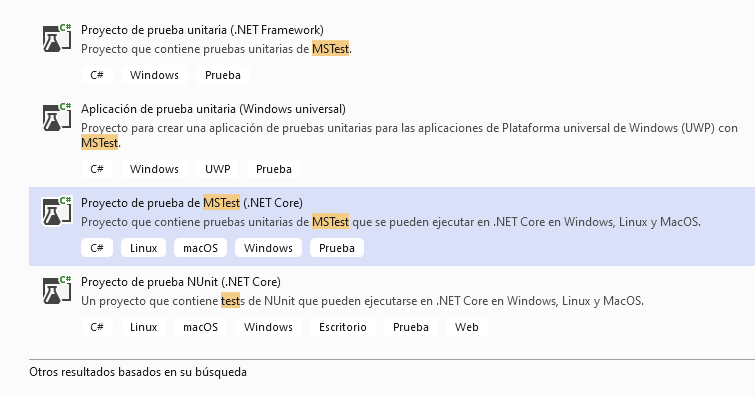 C#
Proyecto de prueba unitaria (.NET Framework)
Proyecto que contiene pruebas unitarias de MSTest.
C# Windows Prueba
C#
Aplicación de prueba unitaria (Windows universal)
Proyecto para crear una aplicación de pruebas unitarias para las aplicaciones de Plataforma universal de Windows (UWP) con
MSTest.
C# Windows UWP Prueba
C#
Proyecto de prueba de MSTest (.NET Core)
Proyecto que contiene pruebas unitarias de MSTest que se pueden ejecutar en .NET Core en Windows, Linux y MacOS.
C# Linux macOS Windows Prueba
C#
Proyecto de prueba NUnit (.NET Core)
Un proyecto que contiene tests de NUnit que pueden ejecutarse en .NET Core en Windows, Linux y MacOS.
C# Linux macOS Windows Escritorio Prueba Web
Otros resultados basados en su búsqueda